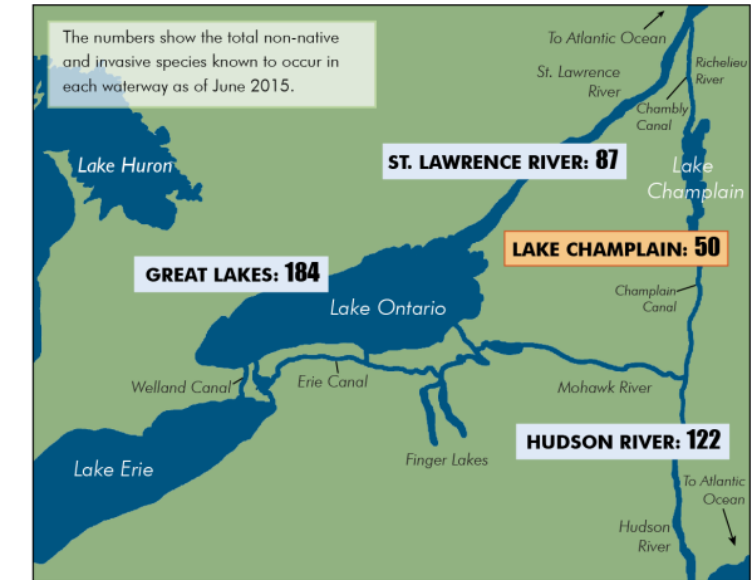 The numbers show the total non-native
and invasive species known to occur in
each waterway as of June 2015.
To Atlantic Ocean
St. Lawrence
River
Richelieu
River
Chambly
Canal
Lake Huron
ST. LAWRENCE RIVER: 87
Lake
Champlain
LAKE CHAMPLAIN: 50
GREAT LAKES: 184
Lake Ontario
Champlain
Canal
Welland Canal
Erie Canal
Mohawk River
HUDSON RIVER: 122
Finger Lakes
Lake Erie
To Atlantic
Ocean
Hudson
River